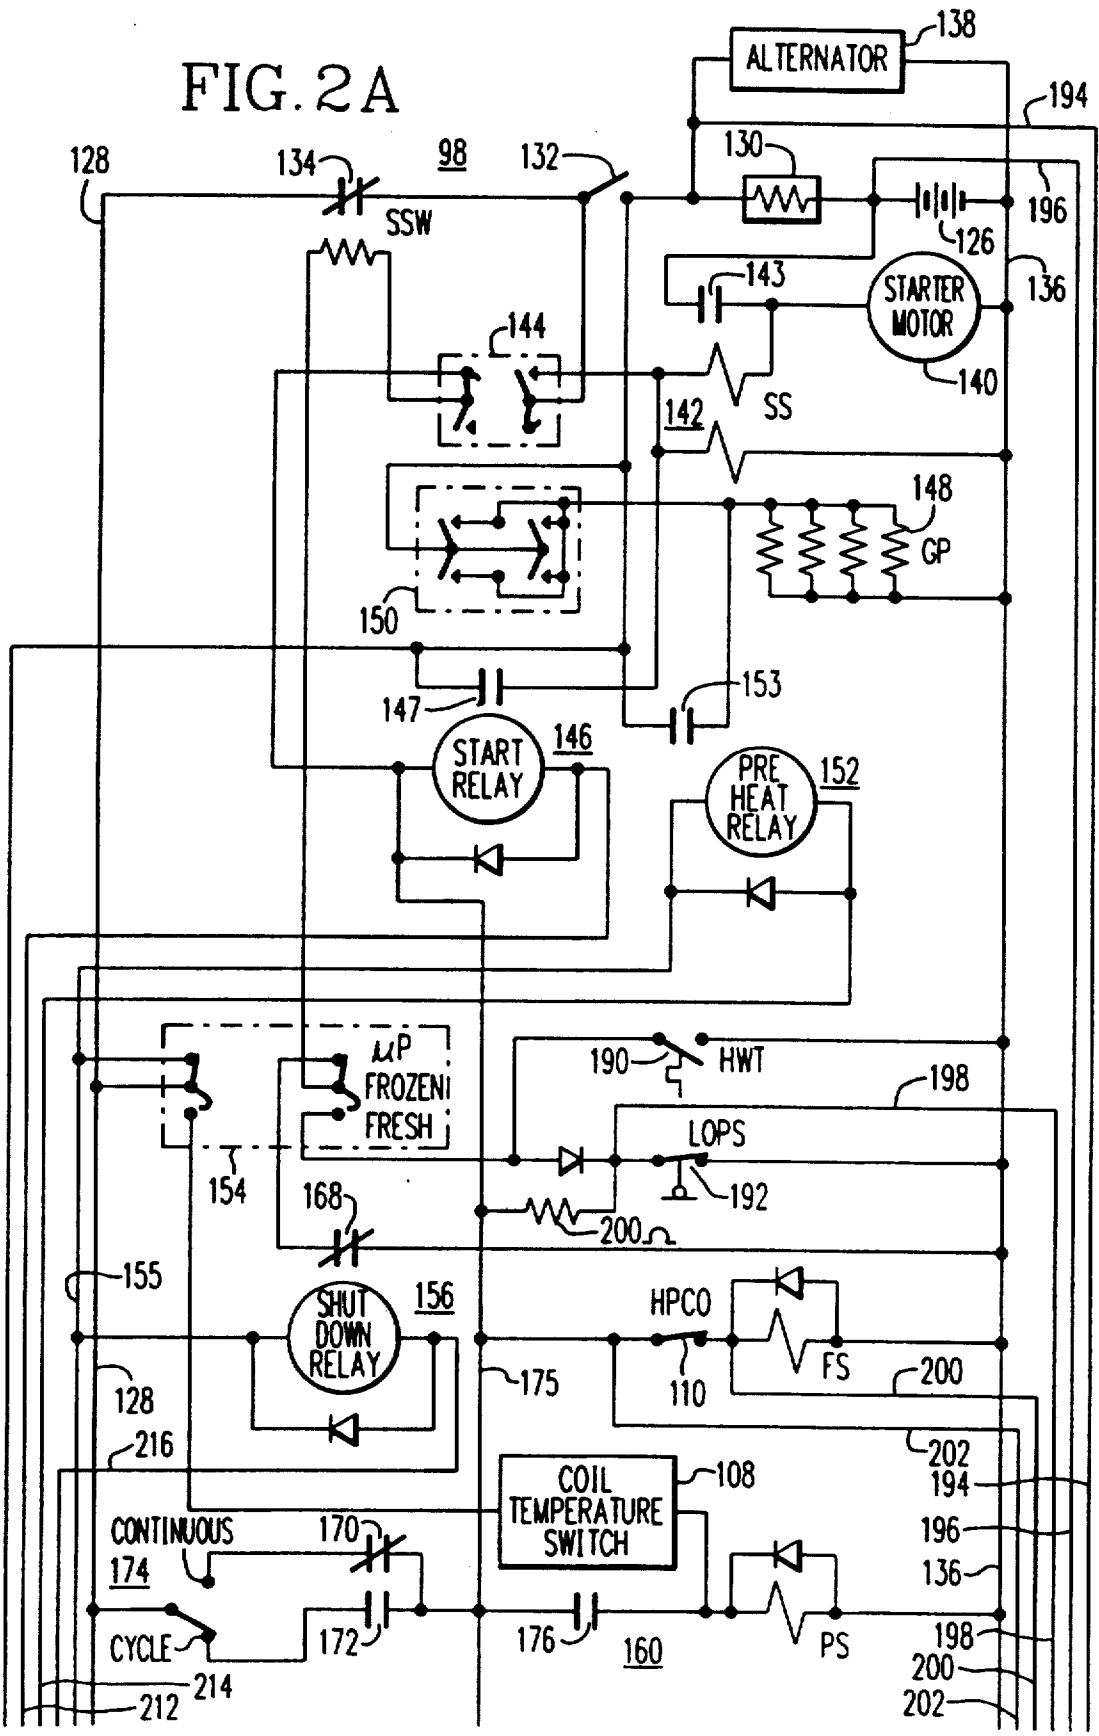 FIG. 2A
ALTERNATOR
138
194
128
134
98
132
130
SSW
196
126
136
143
STARTER
MOTOR
140
144
SS
142
148
GP
150
147
153
START
RELAY
146
PRE
HEAT
RELAY
152
μP
FROZEN
FRESH
154
190
HWT
198
LOPS
192
168
200Ω
155
SHUT
DOWN
RELAY
156
HPCO
110
FS
175
200
128
216
202
194
COIL
TEMPERATURE
SWITCH
108
CONTINUOUS
170
174
196
136
CYCLE
172
176
160
PS
198
214
212
200
202